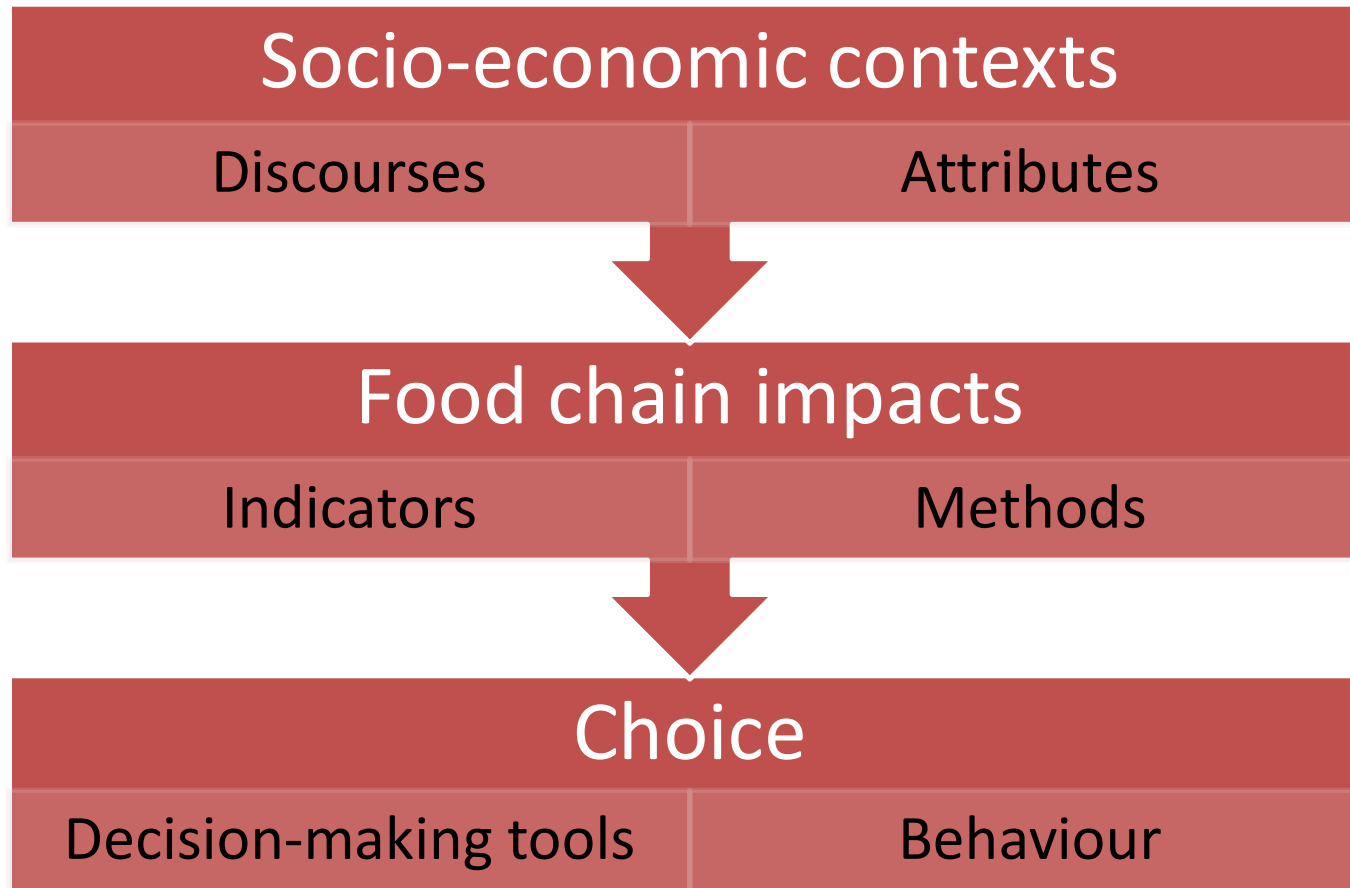 Socio-economic contexts
Discourses
Attributes
Food chain impacts
Indicators
Methods
Choice
Decision-making tools
Behaviour